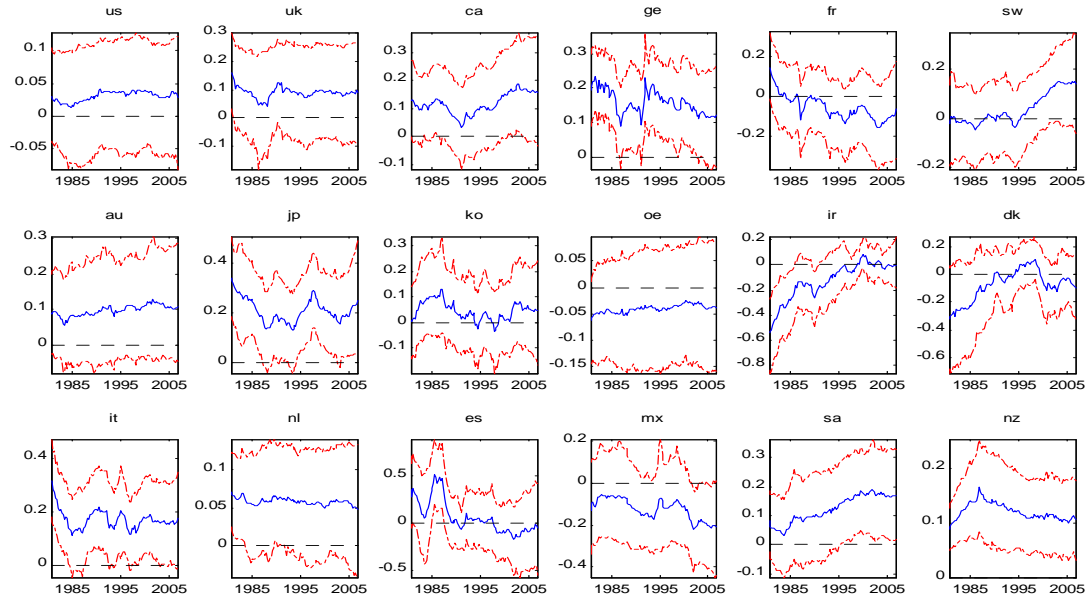 us uk ca ge fr sw
0.1 0.05 0 -0.05
0.3 0.2 0.1 0 -0.1
0.3 0.2 0.1 0 -0.1
0.3 0.2 0.1 0
0.2 0 -0.2
0.2 0 -0.2
1985 1995 2005 1985 1995 2005 1985 1995 2005 1985 1995 2005 1985 1995 2005 1985 1995 2005
au jp ko oe ir dk
0.3 0.2 0.1 0
0.4 0.2 0
0.3 0.2 0.1 0 -0.1
0.05 0 -0.05 -0.1 -0.15
0.2 0 -0.2 -0.4 -0.6 -0.8
0.2 0 -0.2 -0.4 -0.6
1985 1995 2005 1985 1995 2005 1985 1995 2005 1985 1995 2005 1985 1995 2005 1985 1995 2005
it nl es mx sa nz
0.4 0.2 0
0.1 0.05 0
0.5 0 -0.5
0.2 0 -0.2 -0.4
0.3 0.2 0.1 0 -0.1
0.2 0.1 0
1985 1995 2005 1985 1995 2005 1985 1995 2005 1985 1995 2005 1985 1995 2005 1985 1995 2005